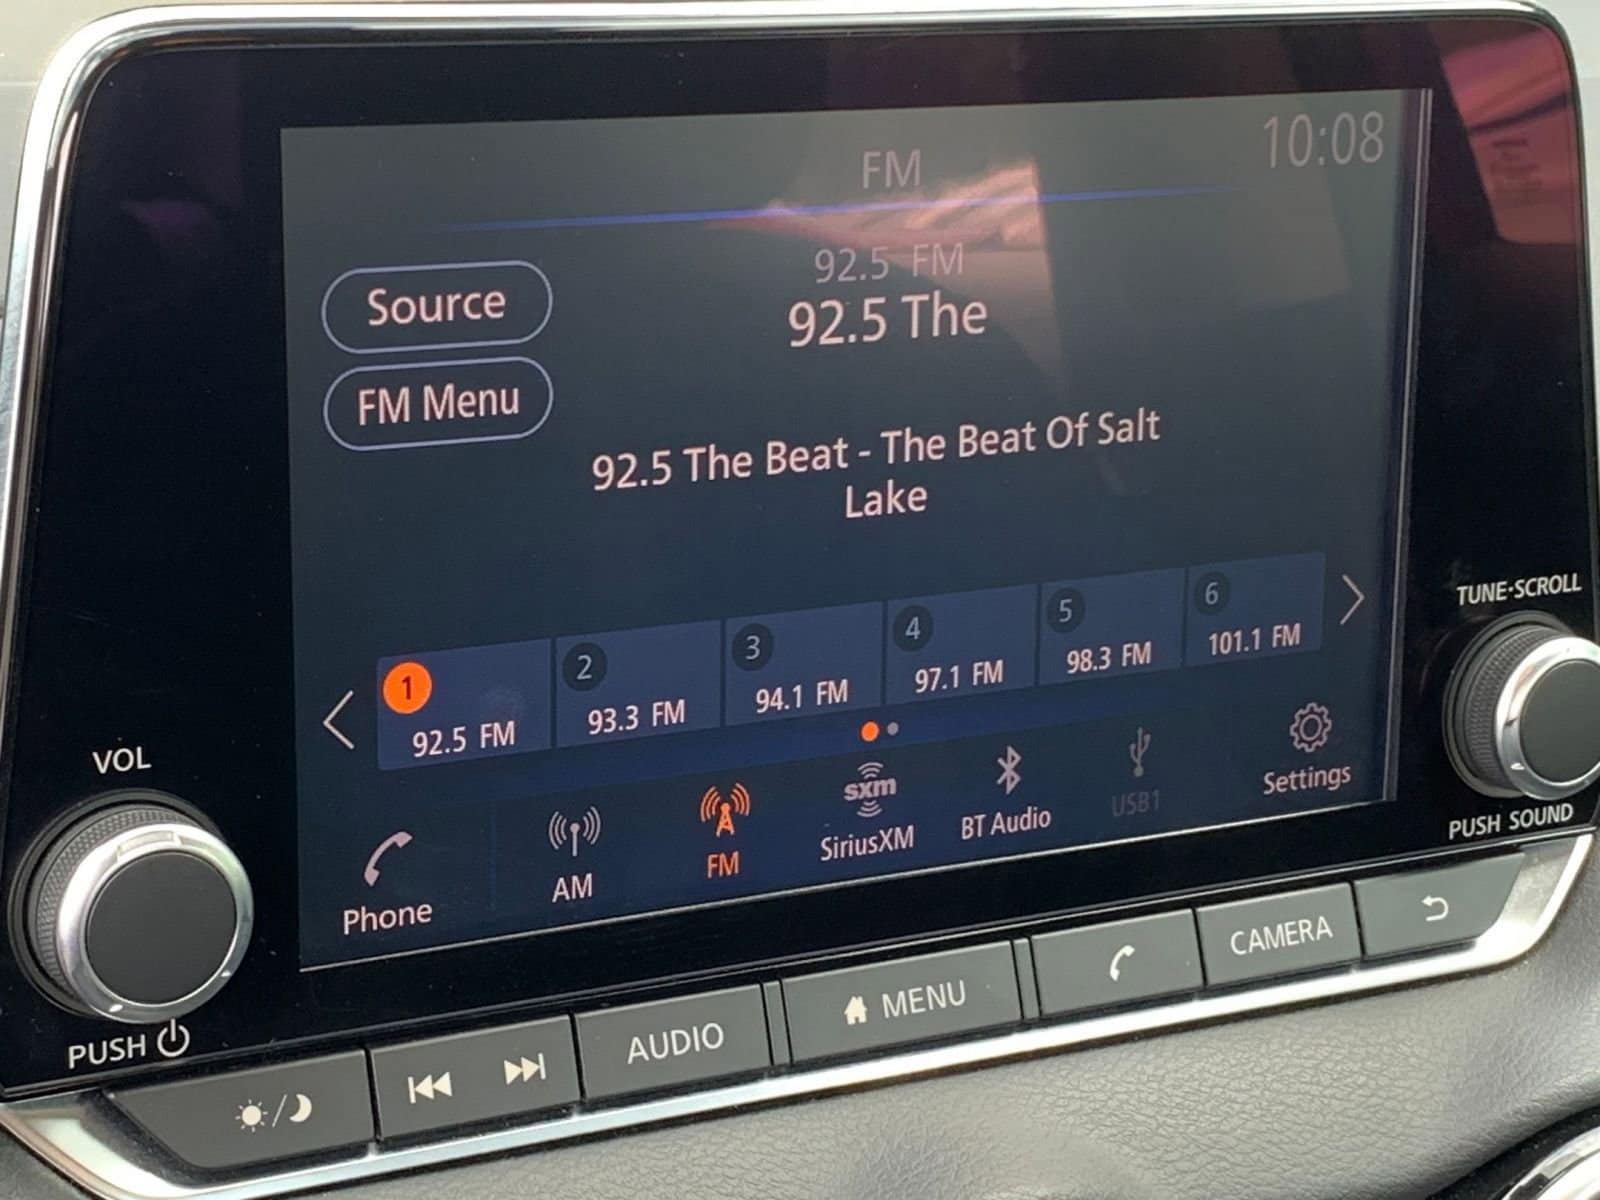 FM
10:08
92.5 FM
92.5 The
Source
FM Menu
92.5 The Beat - The Beat Of Salt
Lake
1
92.5 FM
2
93.3 FM
3
94.1 FM
4
97.1 FM
5
98.3 FM
6
101.1 FM
Phone
AM
FM
sxm
SiriusXM
BT Audio
USB1
Settings
VOL
PUSH
TUNE·SCROLL
PUSH SOUND
AUDIO
MENU
CAMERA